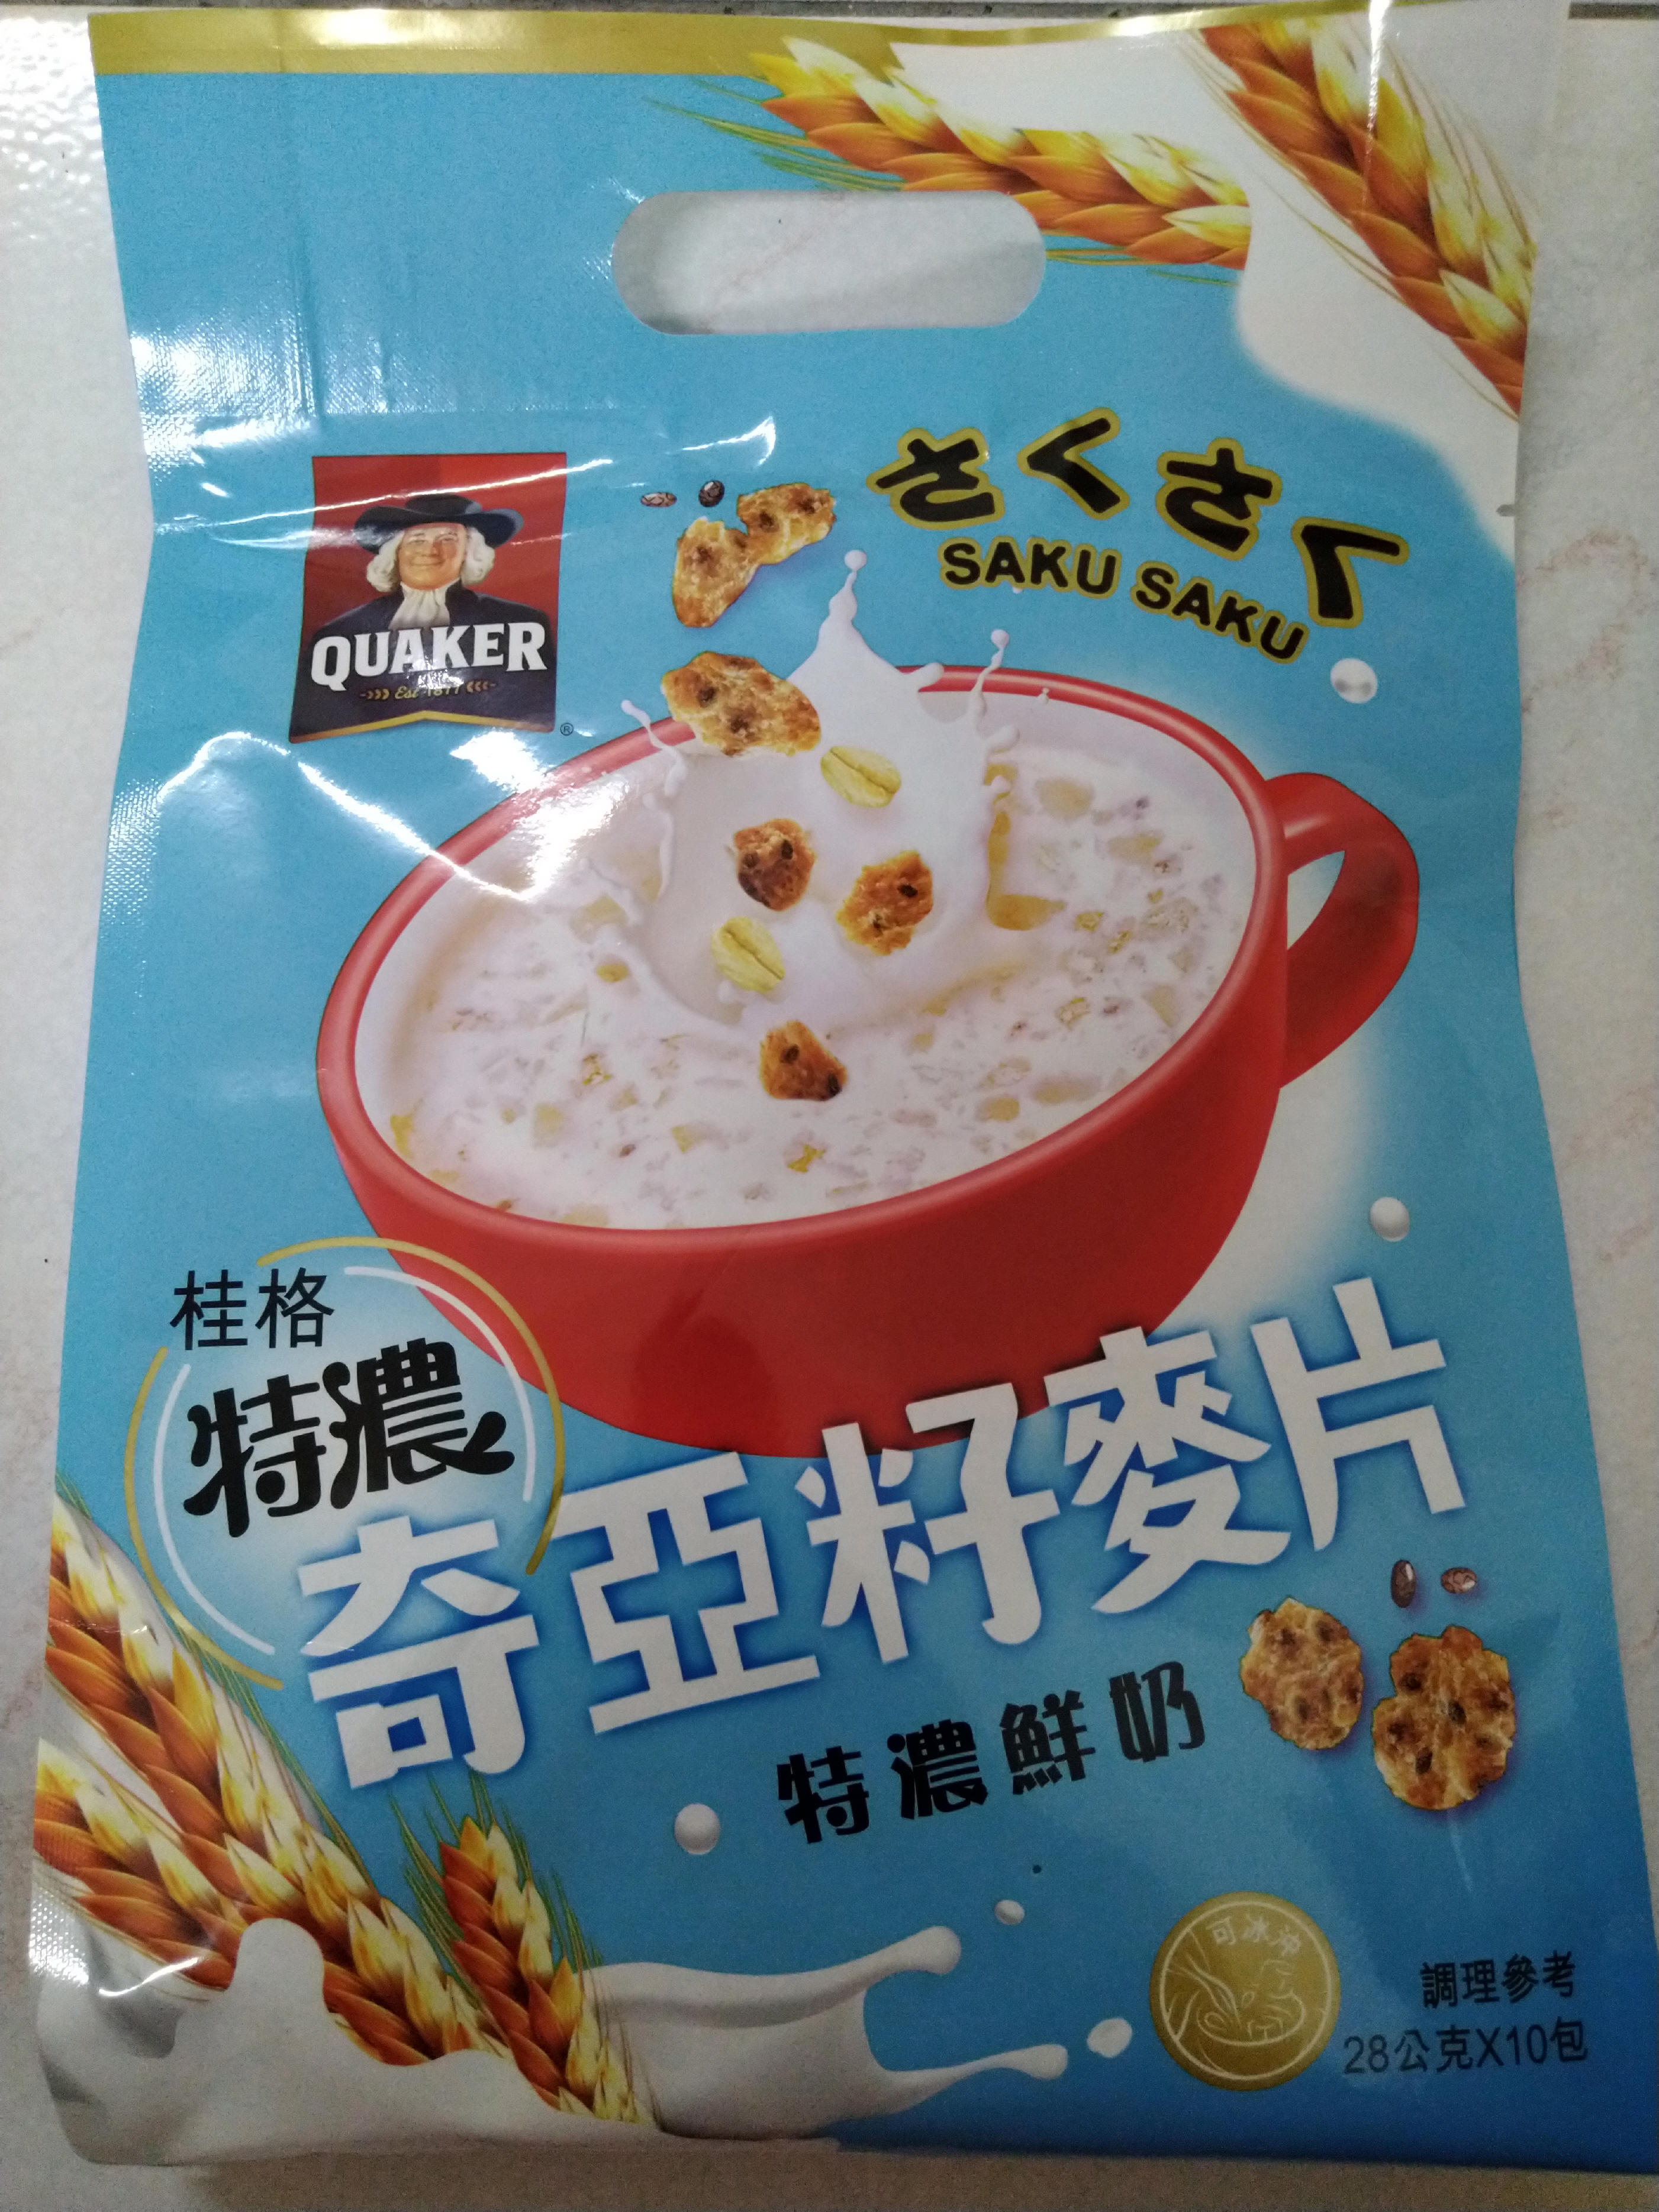 さくさく
SAKU SAKU
QUAKER
Est. 1877
®
桂格
特濃
奇亞籽麥片
特濃鮮奶
可冰沖
調理參考
28公克X10包